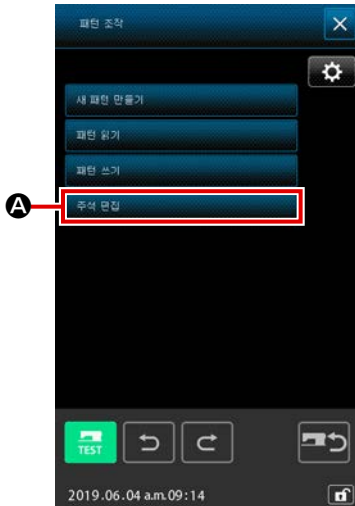 패턴 조작
새 패턴 만들기
패턴 읽기
패턴 쓰기
A
주석 편집
TEST
2019.06.04 a.m.09:14